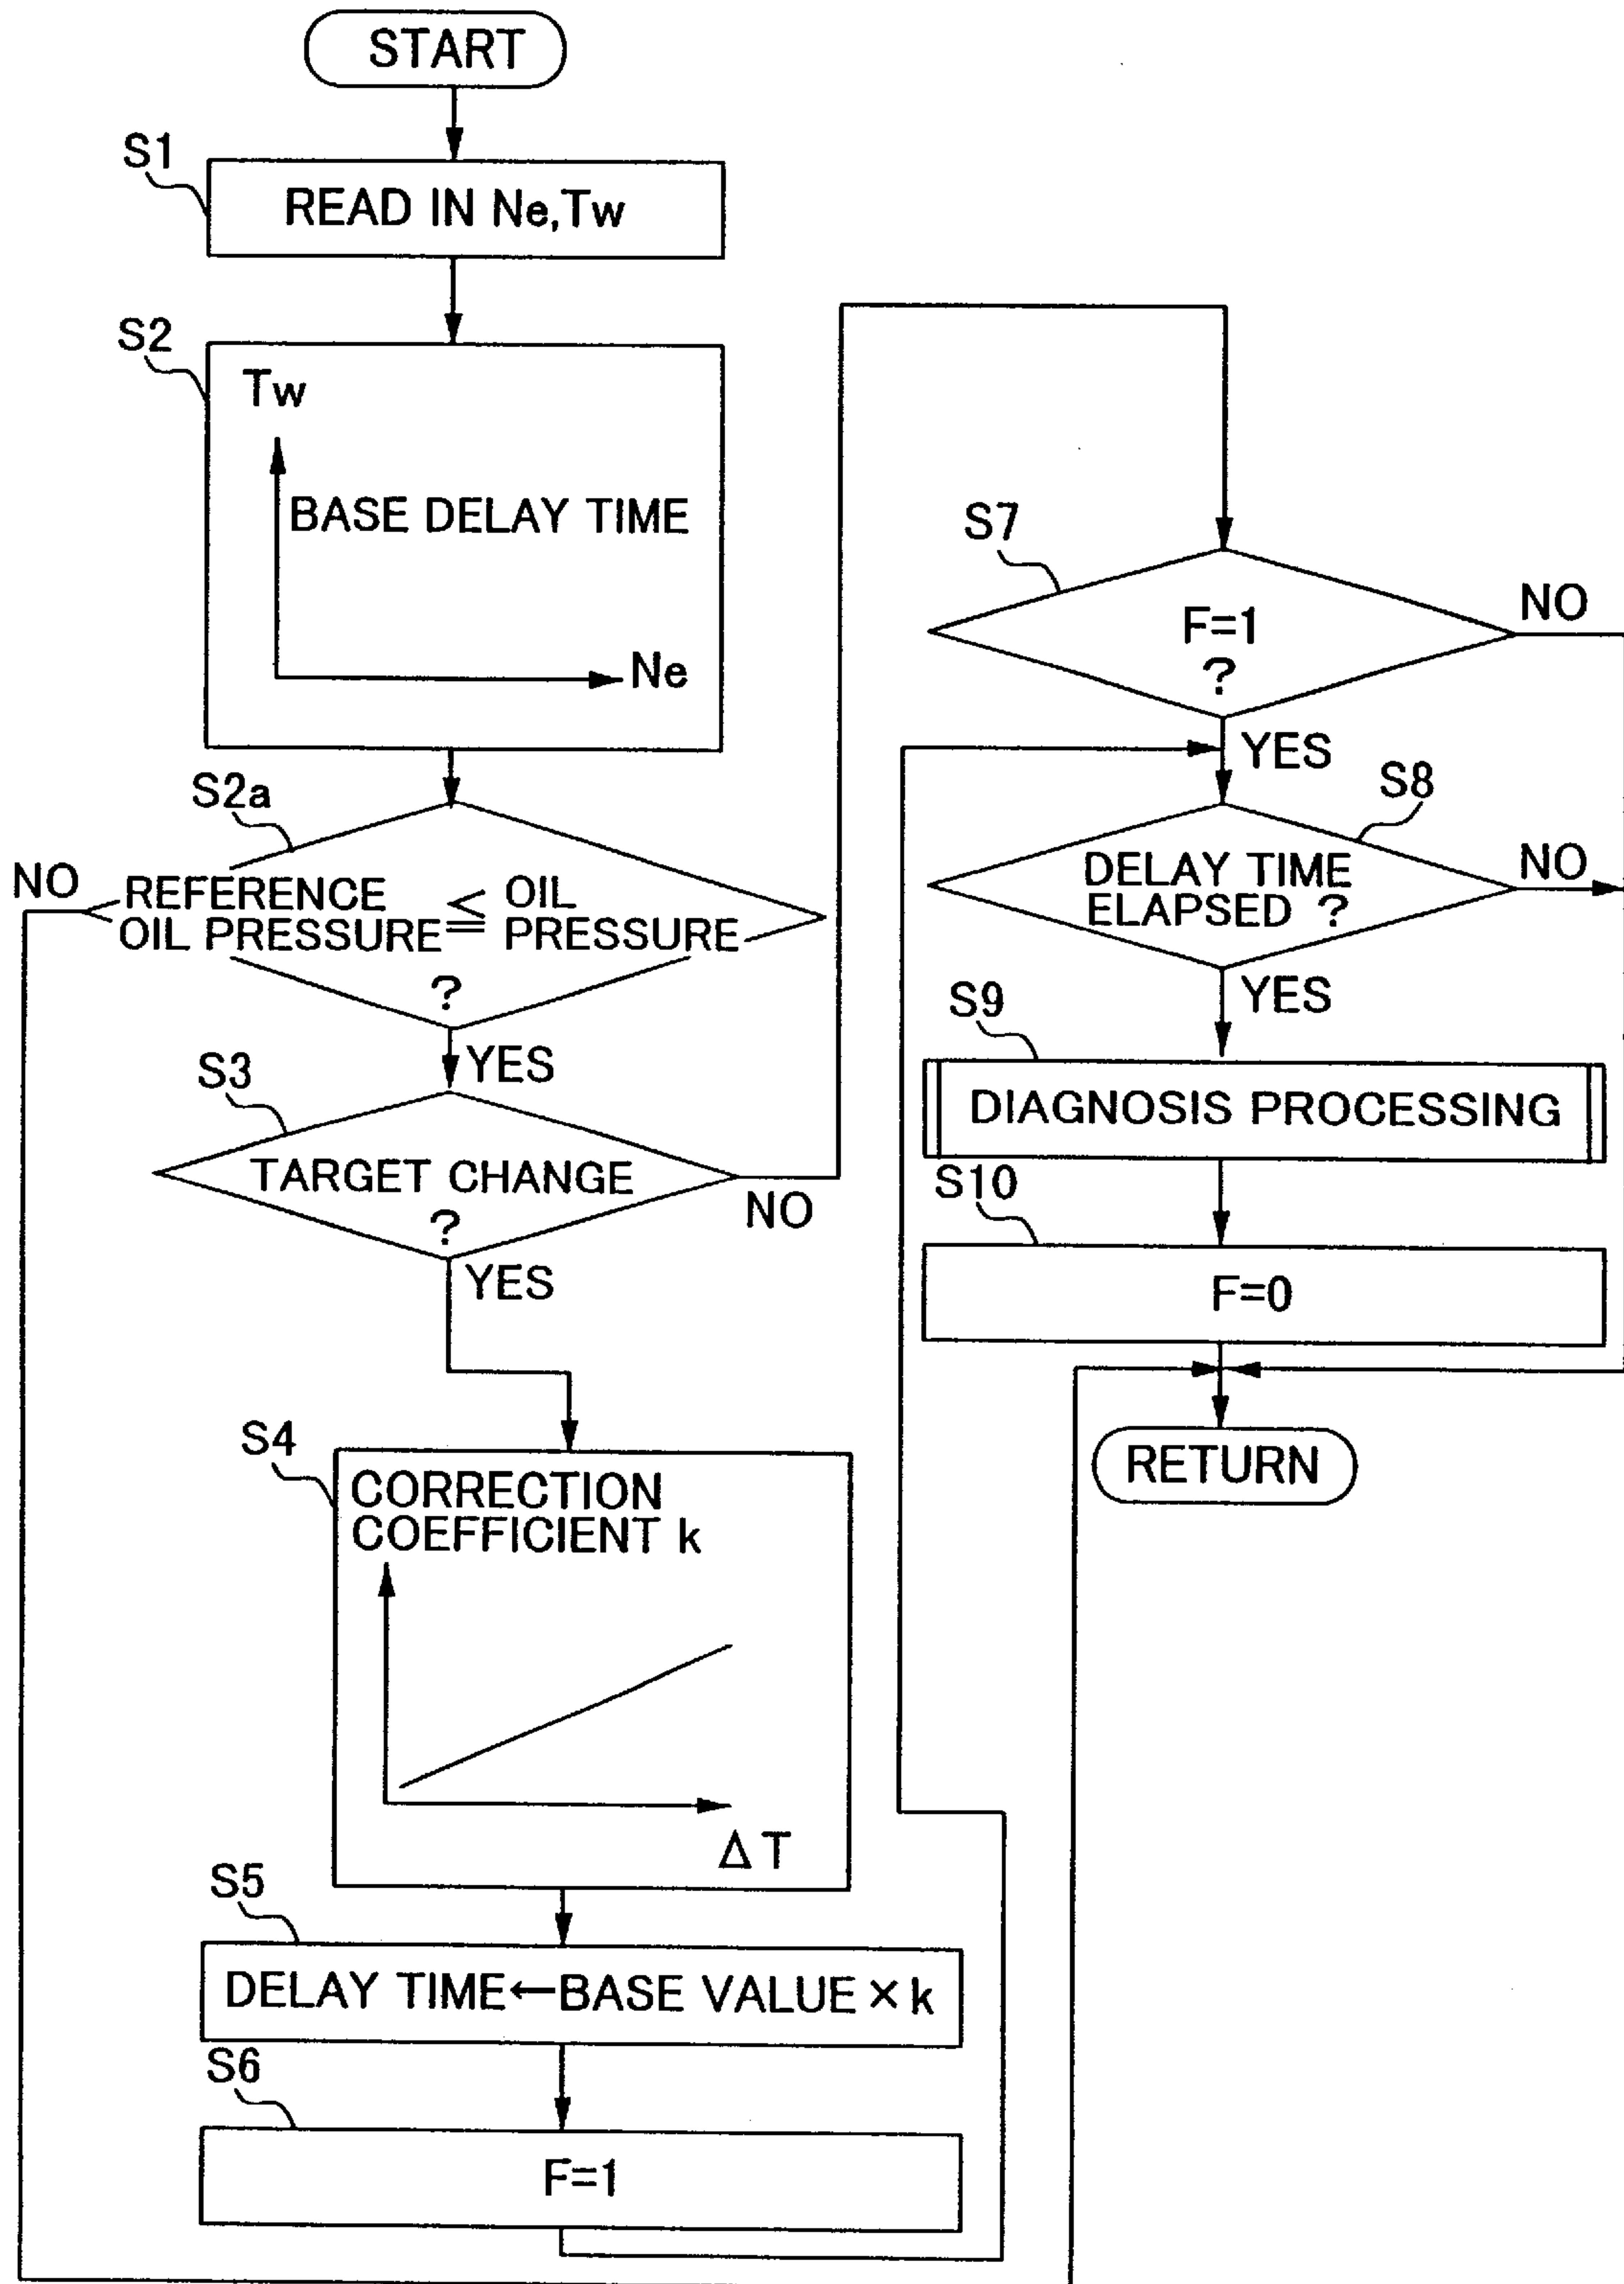 START
S1
READ IN Ne,Tw
S2
Tw
BASE DELAY TIME
Ne
S2a
NO
REFERENCE ≦ OIL
OIL PRESSURE PRESSURE
?
YES
S3
TARGET CHANGE
?
NO
YES
S4
CORRECTION
COEFFICIENT k
ΔT
S5
DELAY TIME←BASE VALUE×k
S6
F=1
S7
F=1
?
NO
YES
S8
DELAY TIME
ELAPSED ?
NO
YES
S9
DIAGNOSIS PROCESSING
S10
F=0
RETURN